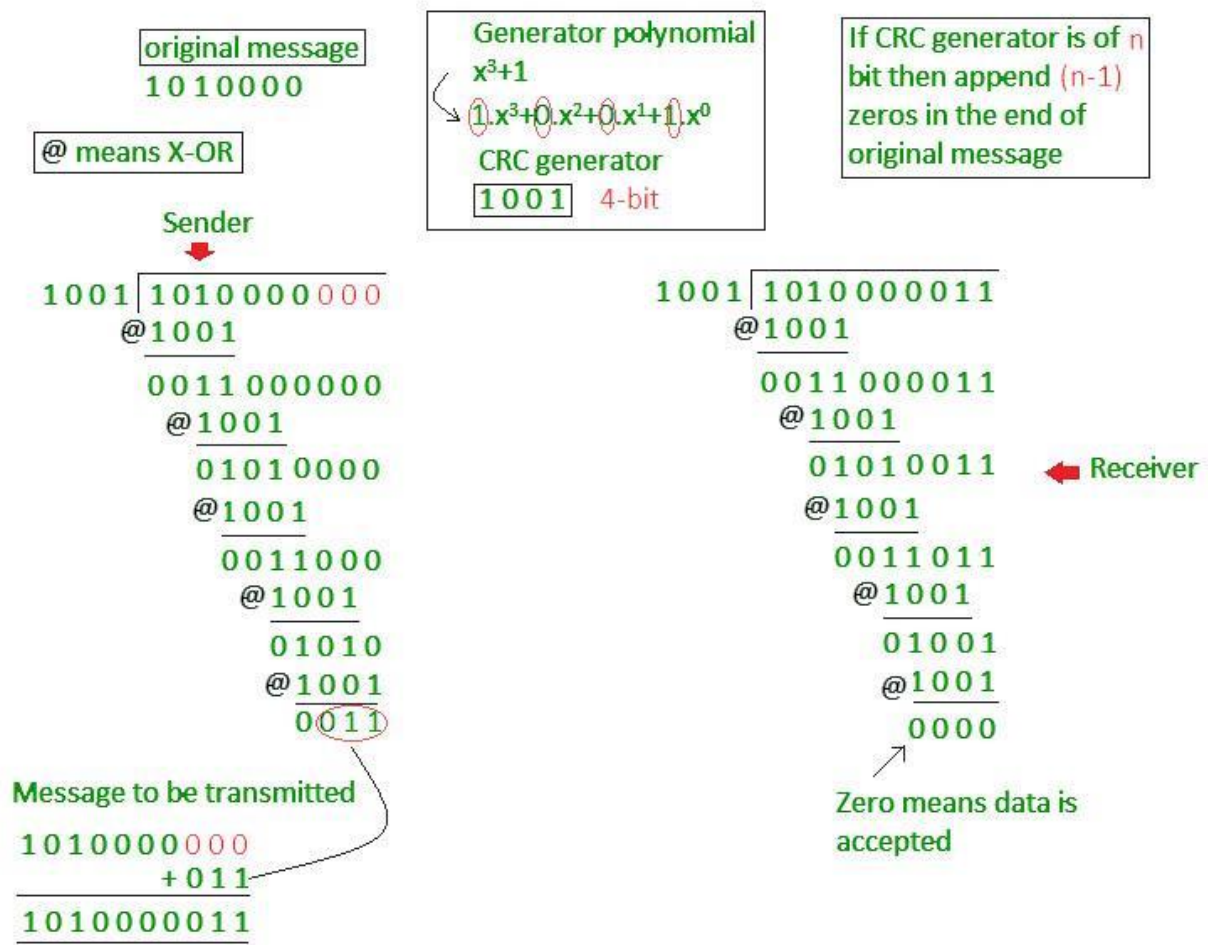 original message
1010000
@ means X-OR
Generator polynomial
x³+1
1.x³+0.x²+0.x¹+1.x⁰
CRC generator
1001 4-bit
If CRC generator is of n
bit then append (n-1)
zeros in the end of
original message
Sender
1001 1010000000
@1001
0011000000
@1001
01010000
@1001
0011000
@1001
01010
@1001
0011
Message to be transmitted
1010000000
+011
1010000011
1001 1010000011
@1001
0011000011
@1001
01010011
@1001
0011011
@1001
01001
@1001
0000
Receiver
Zero means data is
accepted